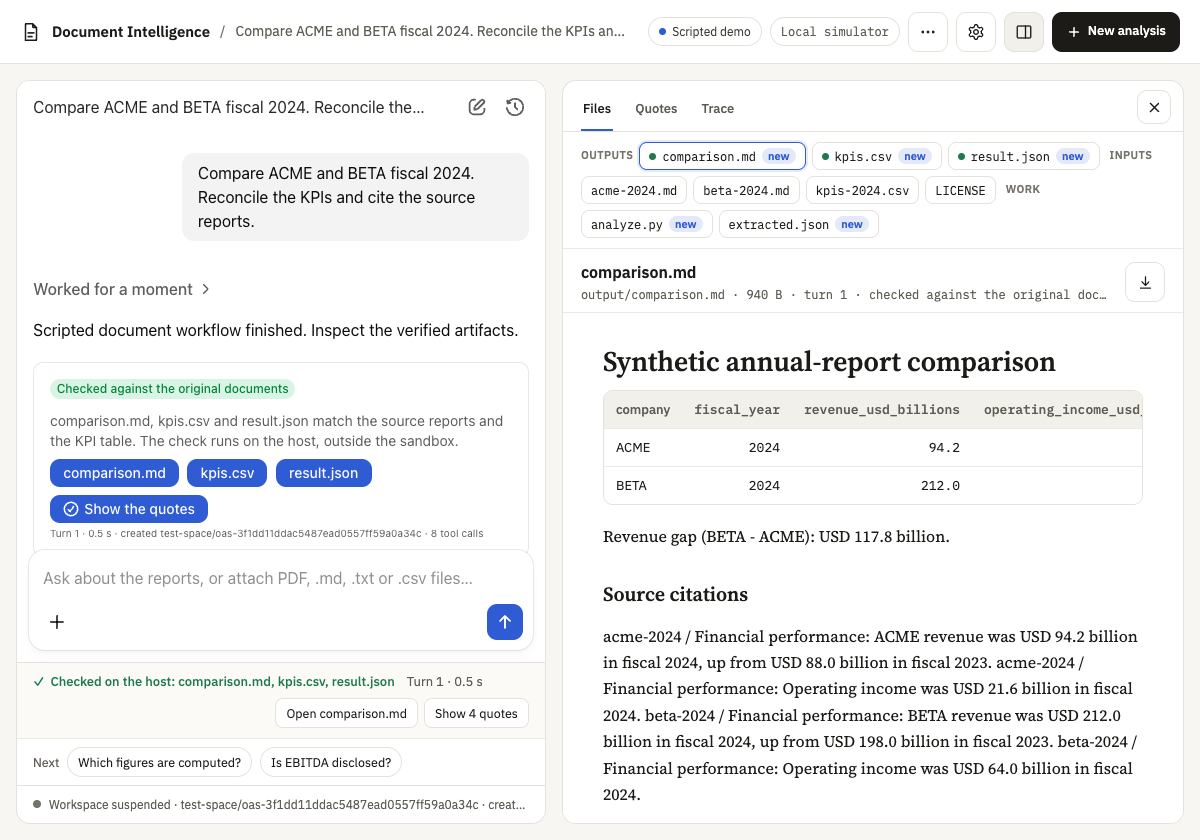 Document Intelligence / Compare ACME and BETA fiscal 2024. Reconcile the KPIs an...
Scripted demo
Local simulator
New analysis
Compare ACME and BETA fiscal 2024. Reconcile the...
Compare ACME and BETA fiscal 2024.
Reconcile the KPIs and cite the source
reports.
Worked for a moment
Scripted document workflow finished. Inspect the verified artifacts.
Checked against the original documents
comparison.md, kpis.csv and result.json match the source reports and
the KPI table. The check runs on the host, outside the sandbox.
comparison.md kpis.csv result.json
Show the quotes
Turn 1 · 0.5 s · created test-space/oas-3f1dd11ddac5487ead0557ff59a0a34c · 8 tool calls
Ask about the reports, or attach PDF, .md, .txt or .csv files...
Checked on the host: comparison.md, kpis.csv, result.json Turn 1 · 0.5 s
Open comparison.md Show 4 quotes
Next Which figures are computed? Is EBITDA disclosed?
Workspace suspended · test-space/oas-3f1dd11ddac5487ead0557ff59a0a34c · creat...
Files Quotes Trace
OUTPUTS comparison.md new kpis.csv new result.json new INPUTS
acme-2024.md beta-2024.md kpis-2024.csv LICENSE WORK
analyze.py new extracted.json new
comparison.md
output/comparison.md · 940 B · turn 1 · checked against the original doc…
Synthetic annual-report comparison
company fiscal_year revenue_usd_billions operating_income_usd_
ACME 2024 94.2
BETA 2024 212.0
Revenue gap (BETA - ACME): USD 117.8 billion.
Source citations
acme-2024 / Financial performance: ACME revenue was USD 94.2 billion
in fiscal 2024, up from USD 88.0 billion in fiscal 2023. acme-2024 /
Financial performance: Operating income was USD 21.6 billion in fiscal
2024. beta-2024 / Financial performance: BETA revenue was USD 212.0
billion in fiscal 2024, up from USD 198.0 billion in fiscal 2023. beta-2024 /
Financial performance: Operating income was USD 64.0 billion in fiscal
2024.